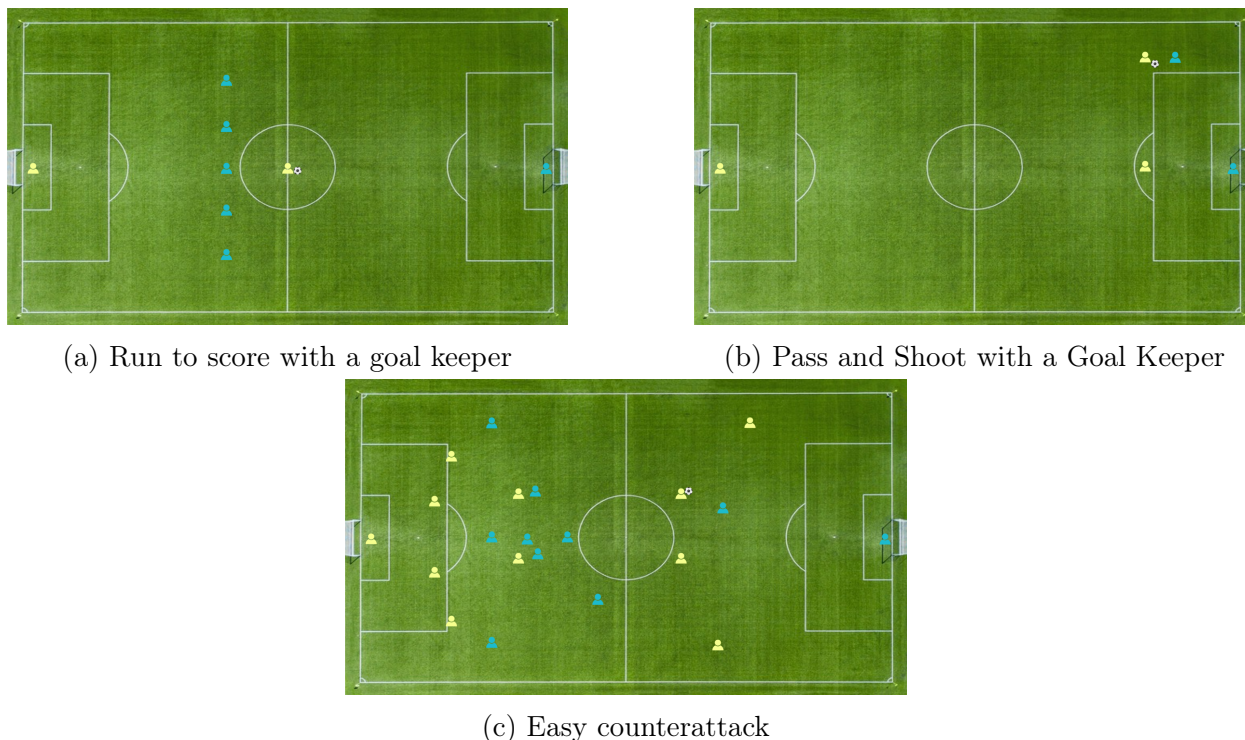 (a) Run to score with a goal keeper
(b) Pass and Shoot with a Goal Keeper
(c) Easy counterattack